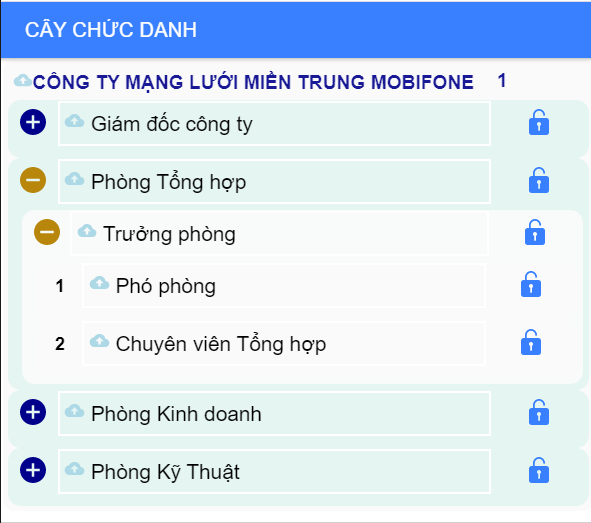 CÂY CHỨC DANH
CÔNG TY MẠNG LƯỚI MIỀN TRUNG MOBIFONE 1
Giám đốc công ty
Phòng Tổng hợp
Trưởng phòng
1 Phó phòng
2 Chuyên viên Tổng hợp
Phòng Kinh doanh
Phòng Kỹ Thuật